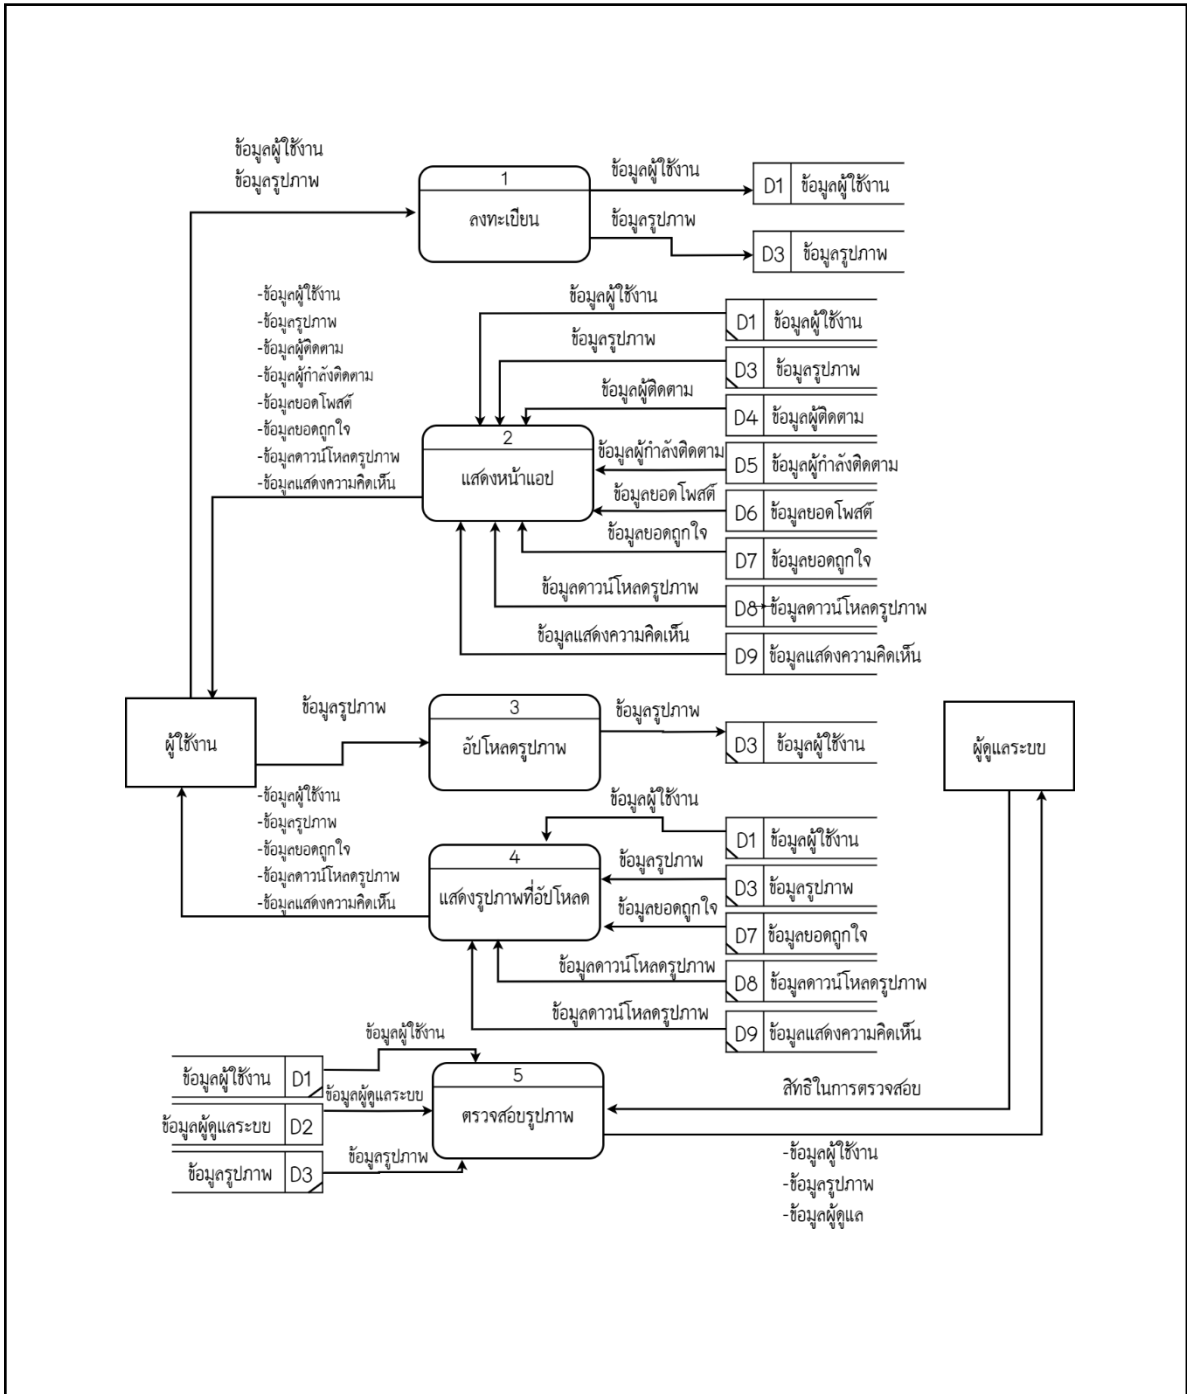 ข้อมูลผู้ใช้งาน
ข้อมูลรูปภาพ
1
ลงทะเบียน
ข้อมูลผู้ใช้งาน
D1 ข้อมูลผู้ใช้งาน
ข้อมูลรูปภาพ
D3 ข้อมูลรูปภาพ
-ข้อมูลผู้ใช้งาน
-ข้อมูลรูปภาพ
-ข้อมูลผู้ติดตาม
-ข้อมูลผู้กำลังติดตาม
-ข้อมูลยอดโพสต์
-ข้อมูลยอดถูกใจ
-ข้อมูลดาวน์โหลดรูปภาพ
-ข้อมูลแสดงความคิดเห็น
2
แสดงหน้าแอป
ข้อมูลผู้ใช้งาน
D1 ข้อมูลผู้ใช้งาน
ข้อมูลรูปภาพ
D3 ข้อมูลรูปภาพ
ข้อมูลผู้ติดตาม
D4 ข้อมูลผู้ติดตาม
ข้อมูลผู้กำลังติดตาม
D5 ข้อมูลผู้กำลังติดตาม
ข้อมูลยอดโพสต์
D6 ข้อมูลยอดโพสต์
ข้อมูลยอดถูกใจ
D7 ข้อมูลยอดถูกใจ
ข้อมูลดาวน์โหลดรูปภาพ
D8 ข้อมูลดาวน์โหลดรูปภาพ
ข้อมูลแสดงความคิดเห็น
D9 ข้อมูลแสดงความคิดเห็น
ผู้ใช้งาน
ข้อมูลรูปภาพ
3
อัปโหลดรูปภาพ
ข้อมูลรูปภาพ
D3 ข้อมูลผู้ใช้งาน
ผู้ดูแลระบบ
-ข้อมูลผู้ใช้งาน
-ข้อมูลรูปภาพ
-ข้อมูลยอดถูกใจ
-ข้อมูลดาวน์โหลดรูปภาพ
-ข้อมูลแสดงความคิดเห็น
4
แสดงรูปภาพที่อัปโหลด
ข้อมูลผู้ใช้งาน
D1 ข้อมูลผู้ใช้งาน
ข้อมูลรูปภาพ
D3 ข้อมูลรูปภาพ
ข้อมูลยอดถูกใจ
D7 ข้อมูลยอดถูกใจ
ข้อมูลดาวน์โหลดรูปภาพ
D8 ข้อมูลดาวน์โหลดรูปภาพ
ข้อมูลดาวน์โหลดรูปภาพ
D9 ข้อมูลแสดงความคิดเห็น
ข้อมูลผู้ใช้งาน
ข้อมูลผู้ใช้งาน D1
ข้อมูลผู้ดูแลระบบ
ข้อมูลผู้ดูแลระบบ D2
ข้อมูลรูปภาพ
ข้อมูลรูปภาพ D3
5
ตรวจสอบรูปภาพ
สิทธิในการตรวจสอบ
-ข้อมูลผู้ใช้งาน
-ข้อมูลรูปภาพ
-ข้อมูลผู้ดูแล